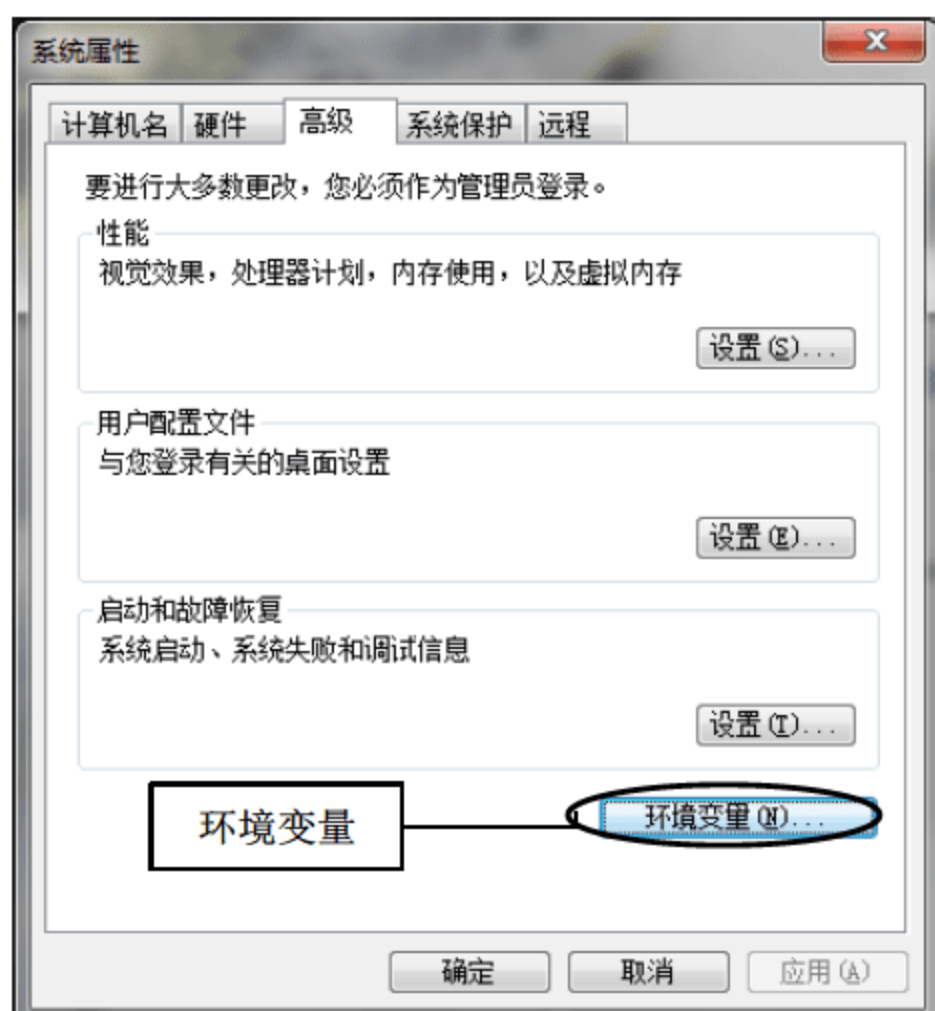 系统属性
计算机名 硬件 高级 系统保护 远程
要进行大多数更改，您必须作为管理员登录。
性能
视觉效果，处理器计划，内存使用，以及虚拟内存
设置(S)...
用户配置文件
与您登录有关的桌面设置
设置(E)...
启动和故障恢复
系统启动、系统失败和调试信息
设置(T)...
环境变量 环境变量(N)...
确定 取消 应用(A)